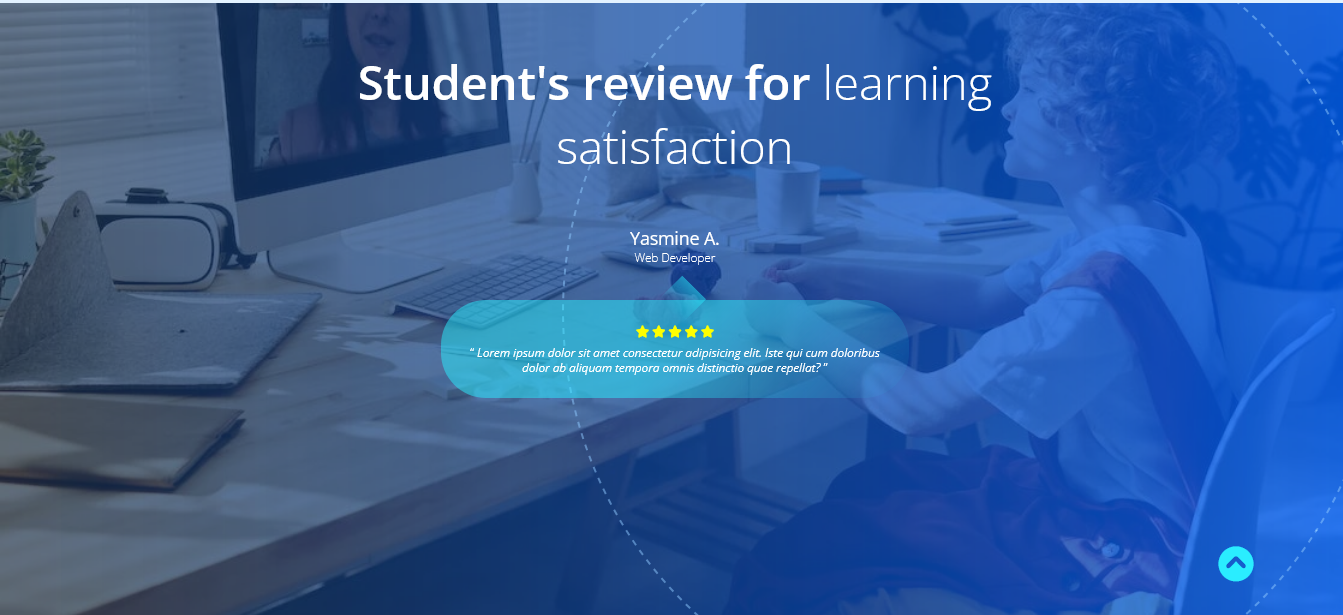 Student's review for learning
satisfaction
Yasmine A.
Web Developer
“ Lorem ipsum dolor sit amet consectetur adipisicing elit. Iste qui cum doloribus
dolor ab aliquam tempora omnis distinctio quae repellat? ”